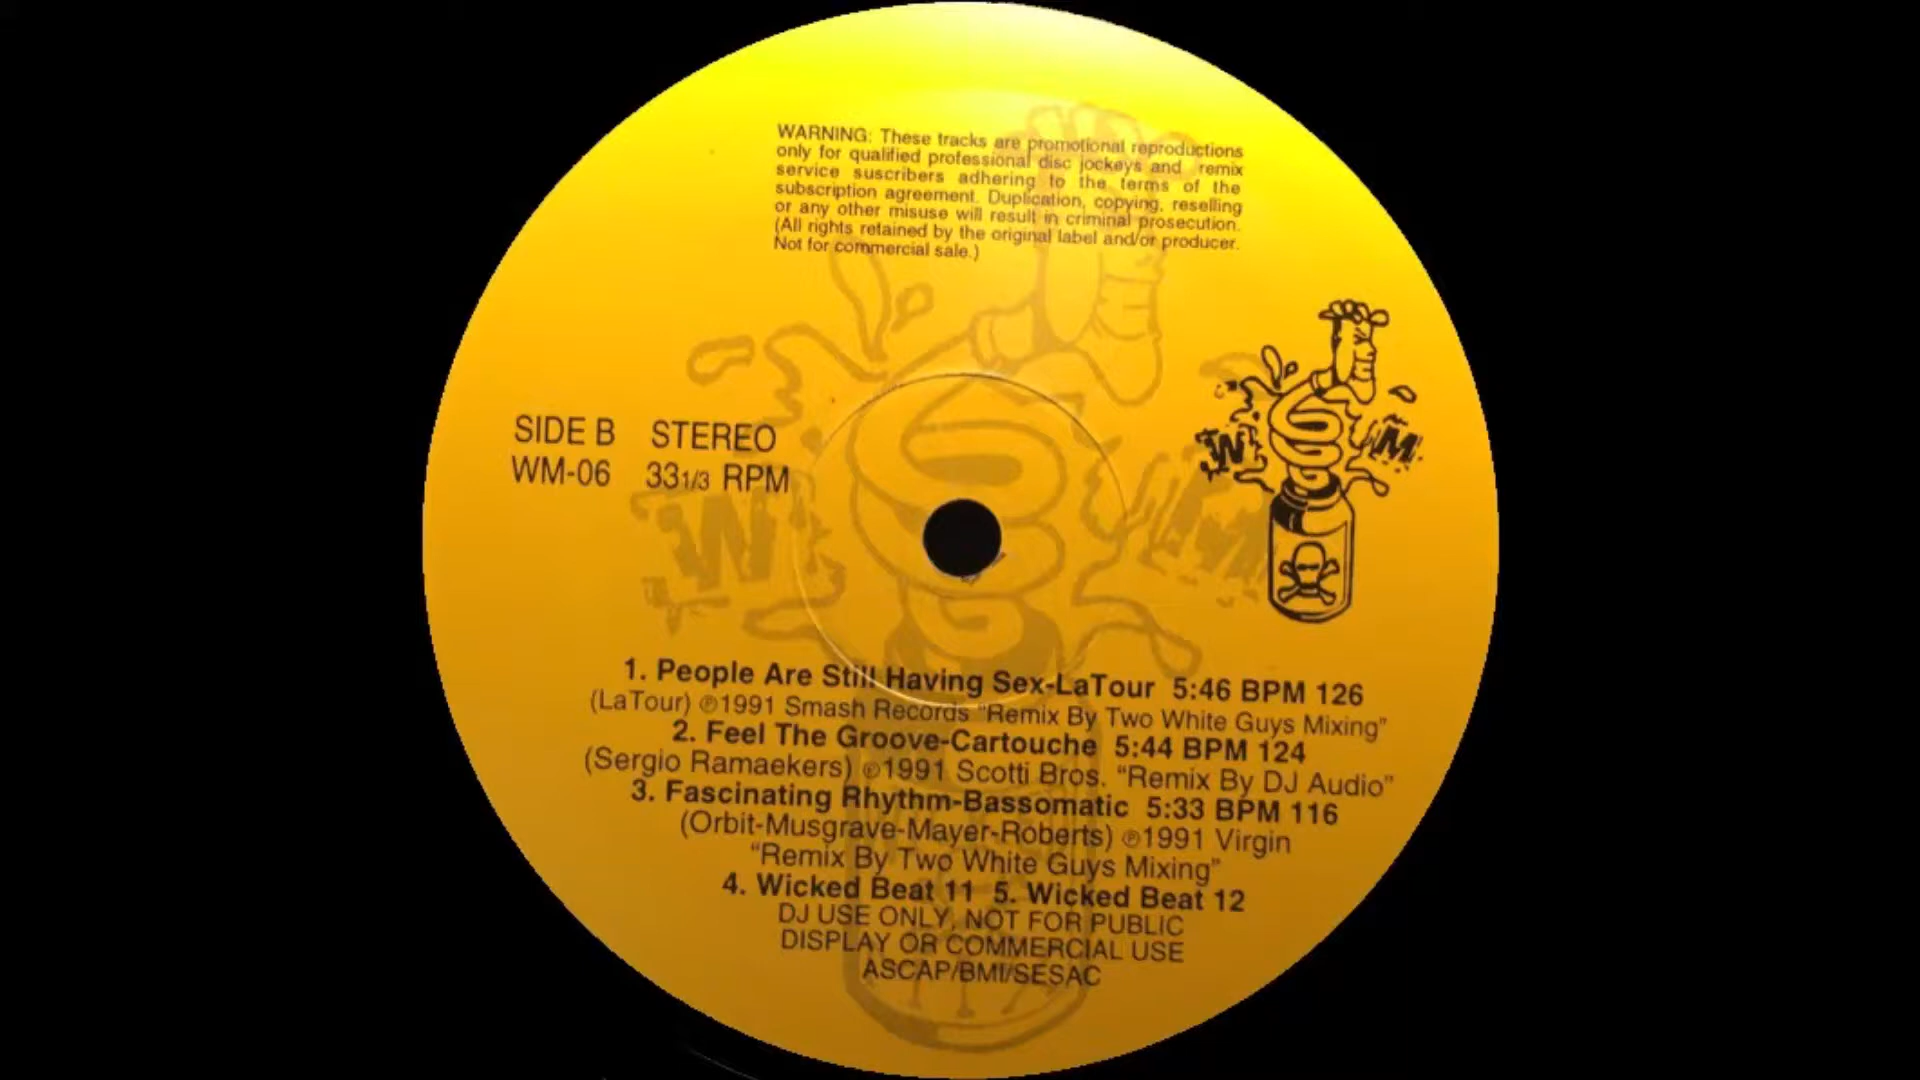 WARNING: These tracks are promotional reproductions
only for qualified professional disc jockeys and remix
service suscribers adhering to the terms of the
subscription agreement. Duplication, copying, reselling
or any other misuse will result in criminal prosecution.
(All rights retained by the original label and/or producer.
Not for commercial sale.)
W M
SIDE B STEREO
WM-06 33 1/3 RPM
W M
1. People Are Still Having Sex-LaTour 5:46 BPM 126
(LaTour) ℗1991 Smash Records "Remix By Two White Guys Mixing"
2. Feel The Groove-Cartouche 5:44 BPM 124
(Sergio Ramaekers) ℗1991 Scotti Bros. "Remix By DJ Audio"
3. Fascinating Rhythm-Bassomatic 5:33 BPM 116
(Orbit-Musgrave-Mayer-Roberts) ℗1991 Virgin
"Remix By Two White Guys Mixing"
4. Wicked Beat 11 5. Wicked Beat 12
DJ USE ONLY, NOT FOR PUBLIC
DISPLAY OR COMMERCIAL USE
ASCAP/BMI/SESAC